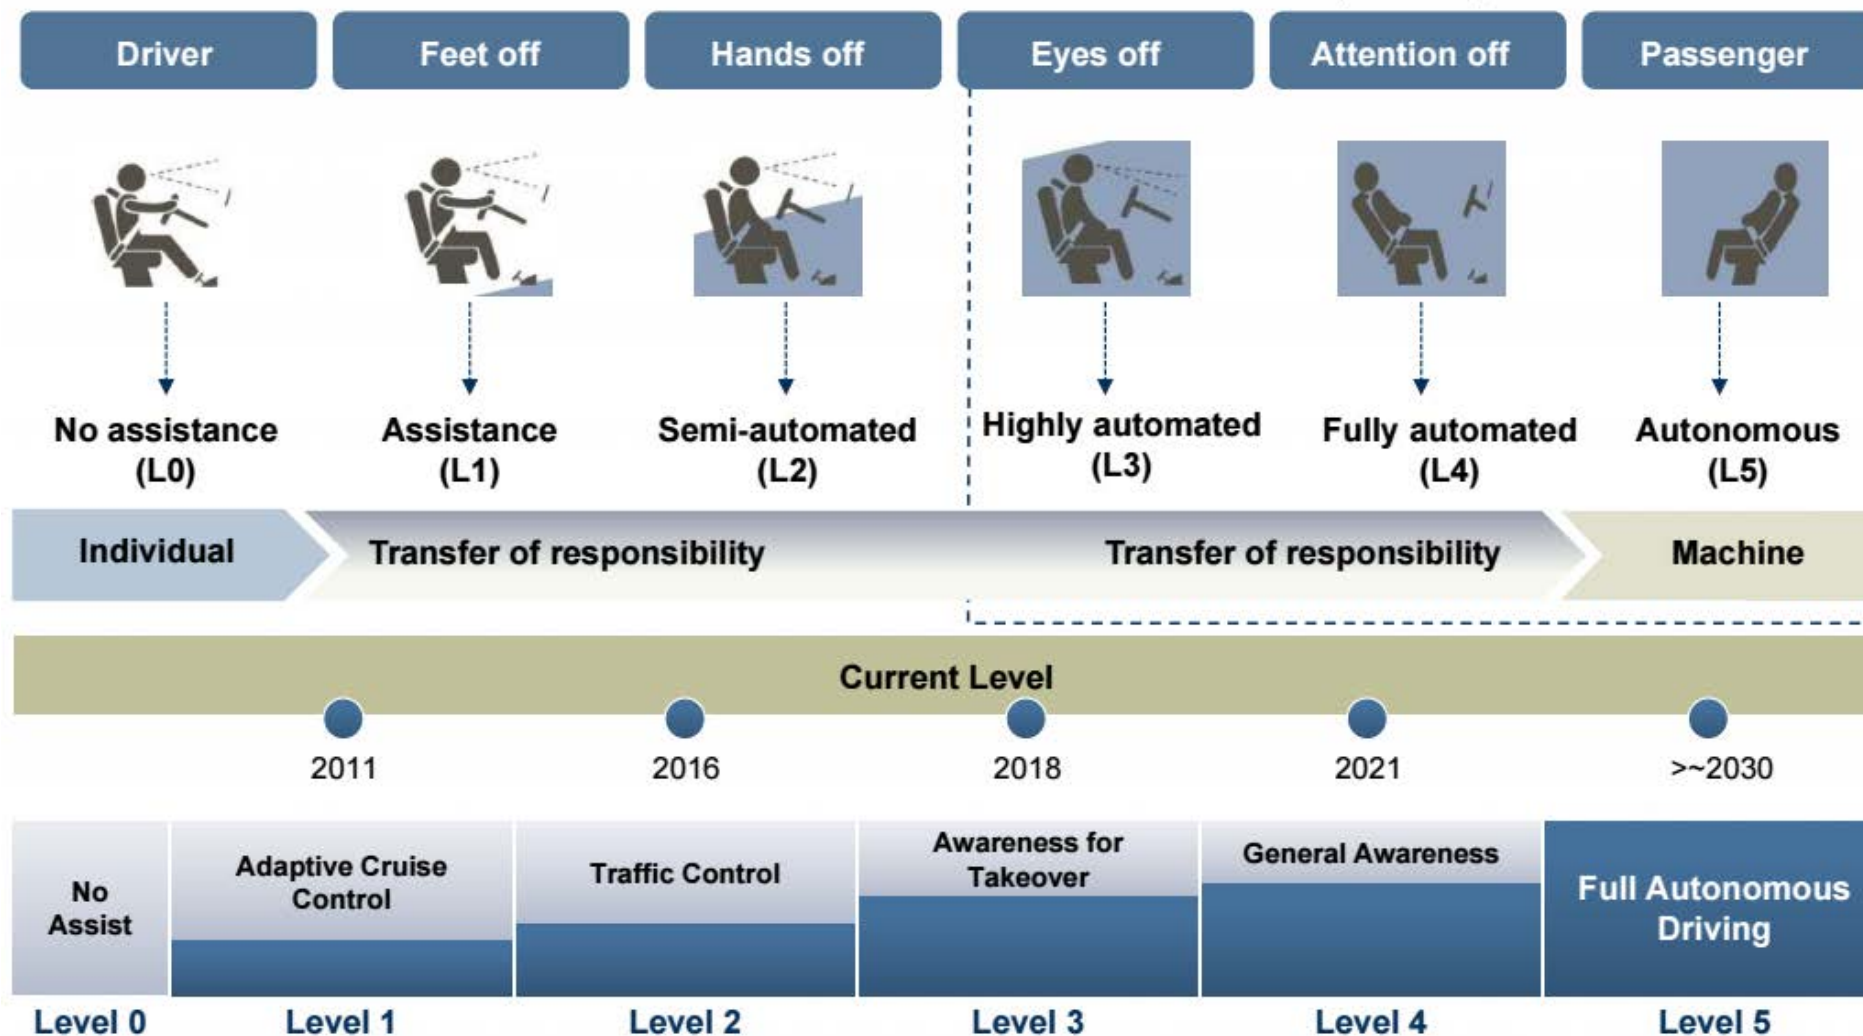 Driver
Feet off
Hands off
Eyes off
Attention off
Passenger
No assistance
(L0)
Assistance
(L1)
Semi-automated
(L2)
Highly automated
(L3)
Fully automated
(L4)
Autonomous
(L5)
Individual
Transfer of responsibility
Transfer of responsibility
Machine
Current Level
2011
2016
2018
2021
>~2030
No
Assist
Adaptive Cruise
Control
Traffic Control
Awareness for
Takeover
General Awareness
Full Autonomous
Driving
Level 0
Level 1
Level 2
Level 3
Level 4
Level 5